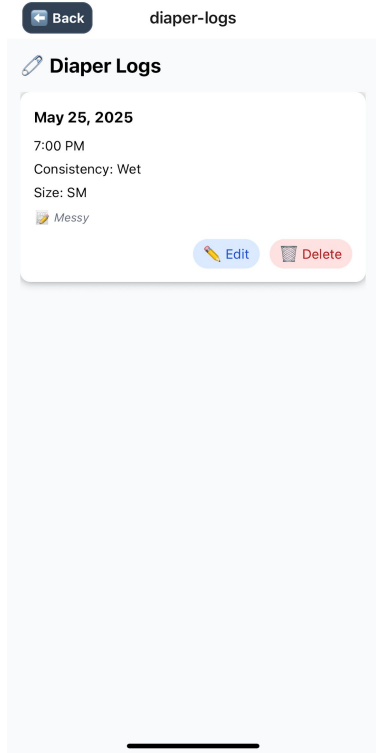 ⬅️ Back
diaper-logs
🧷 Diaper Logs
May 25, 2025
7:00 PM
Consistency: Wet
Size: SM
📝 Messy
✏️ Edit
🗑️ Delete